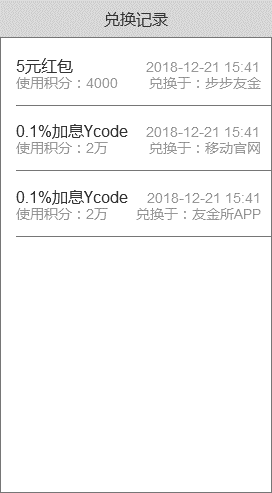 兑换记录
5元红包 2018-12-21 15:41
使用积分：4000 兑换于：步步友金
0.1%加息Ycode 2018-12-21 15:41
使用积分：2万 兑换于：移动官网
0.1%加息Ycode 2018-12-21 15:41
使用积分：2万 兑换于：友金所APP